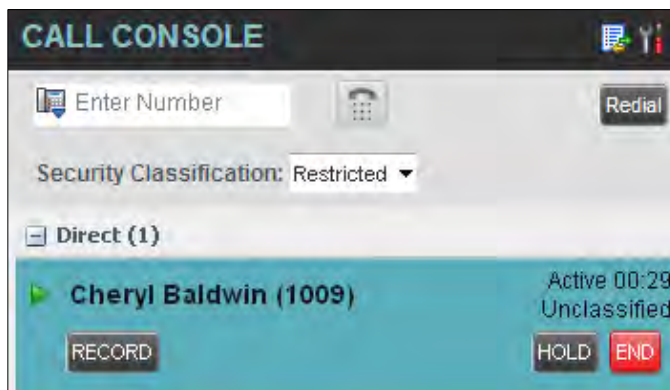 CALL CONSOLE
Enter Number
Redial
Security Classification: Restricted
Direct (1)
Cheryl Baldwin (1009)
Active 00:29
Unclassified
RECORD
HOLD
END